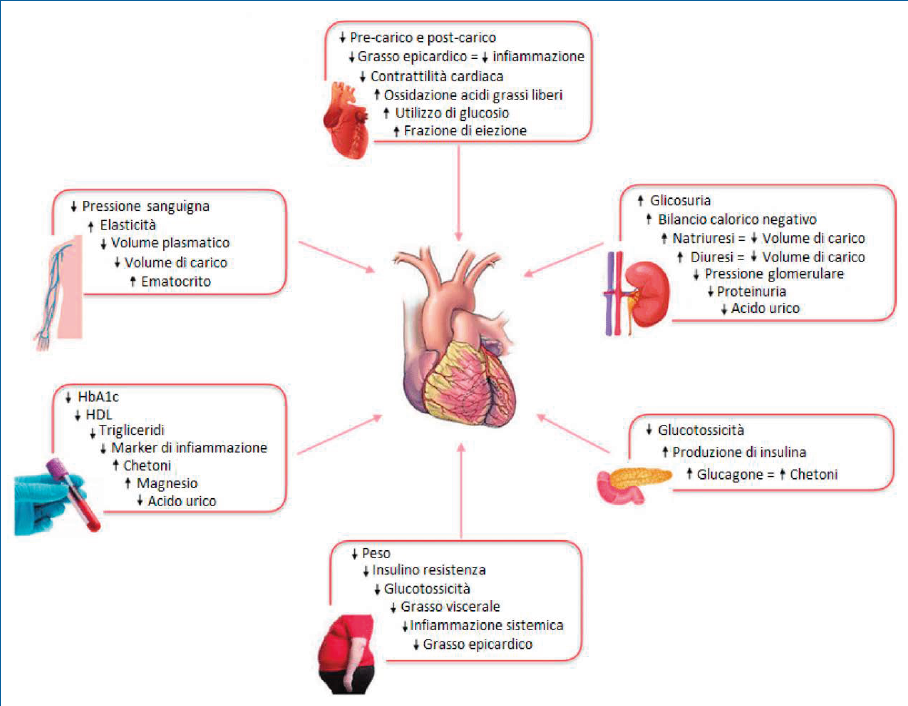 ↓ Pre-carico e post-carico
↓ Grasso epicardico = ↓ infiammazione
↓ Contrattilità cardiaca
↑ Ossidazione acidi grassi liberi
↑ Utilizzo di glucosio
↑ Frazione di eiezione
↓ Pressione sanguigna
↑ Elasticità
↓ Volume plasmatico
↓ Volume di carico
↑ Ematocrito
↑ Glicosuria
↑ Bilancio calorico negativo
↑ Natriuresi = ↓ Volume di carico
↑ Diuresi = ↓ Volume di carico
↓ Pressione glomerulare
↓ Proteinuria
↓ Acido urico
↓ HbA1c
↓ HDL
↓ Trigliceridi
↓ Marker di infiammazione
↑ Chetoni
↑ Magnesio
↓ Acido urico
↓ Glucotossicità
↑ Produzione di insulina
↑ Glucagone = ↑ Chetoni
↓ Peso
↓ Insulino resistenza
↓ Glucotossicità
↓ Grasso viscerale
↓ Infiammazione sistemica
↓ Grasso epicardico